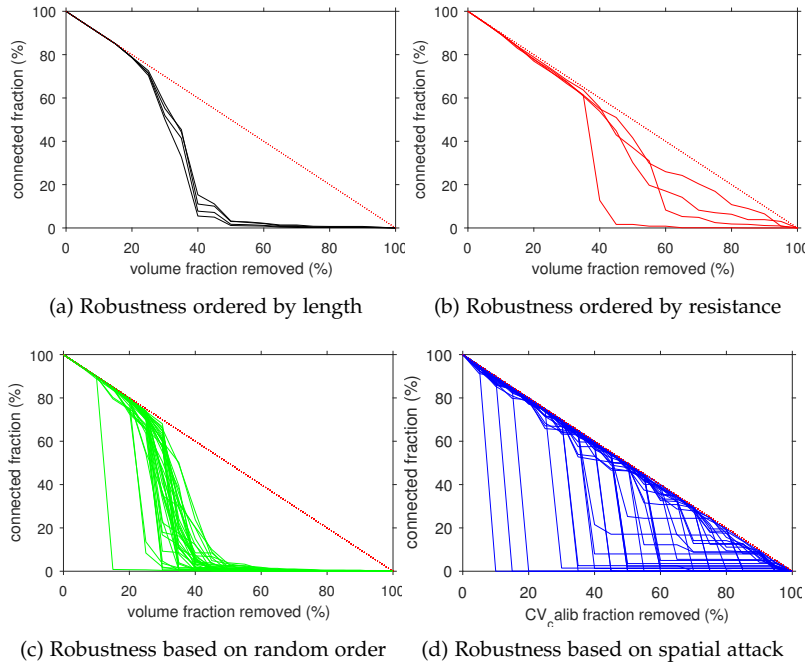 100
80
60
40
20
0
connected fraction (%)
0 20 40 60 80 100
volume fraction removed (%)
(a) Robustness ordered by length
100
80
60
40
20
0
connected fraction (%)
0 20 40 60 80 100
volume fraction removed (%)
(b) Robustness ordered by resistance
100
80
60
40
20
0
connected fraction (%)
0 20 40 60 80 100
volume fraction removed (%)
(c) Robustness based on random order
100
80
60
40
20
0
connected fraction (%)
0 20 40 60 80 100
CV_calib fraction removed (%)
(d) Robustness based on spatial attack